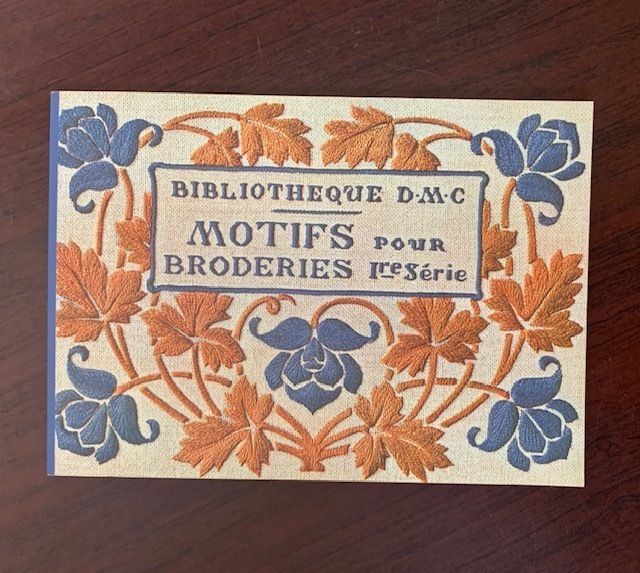 BIBLIOTHEQUE D·M·C
MOTIFS POUR
BRODERIES Ire Série